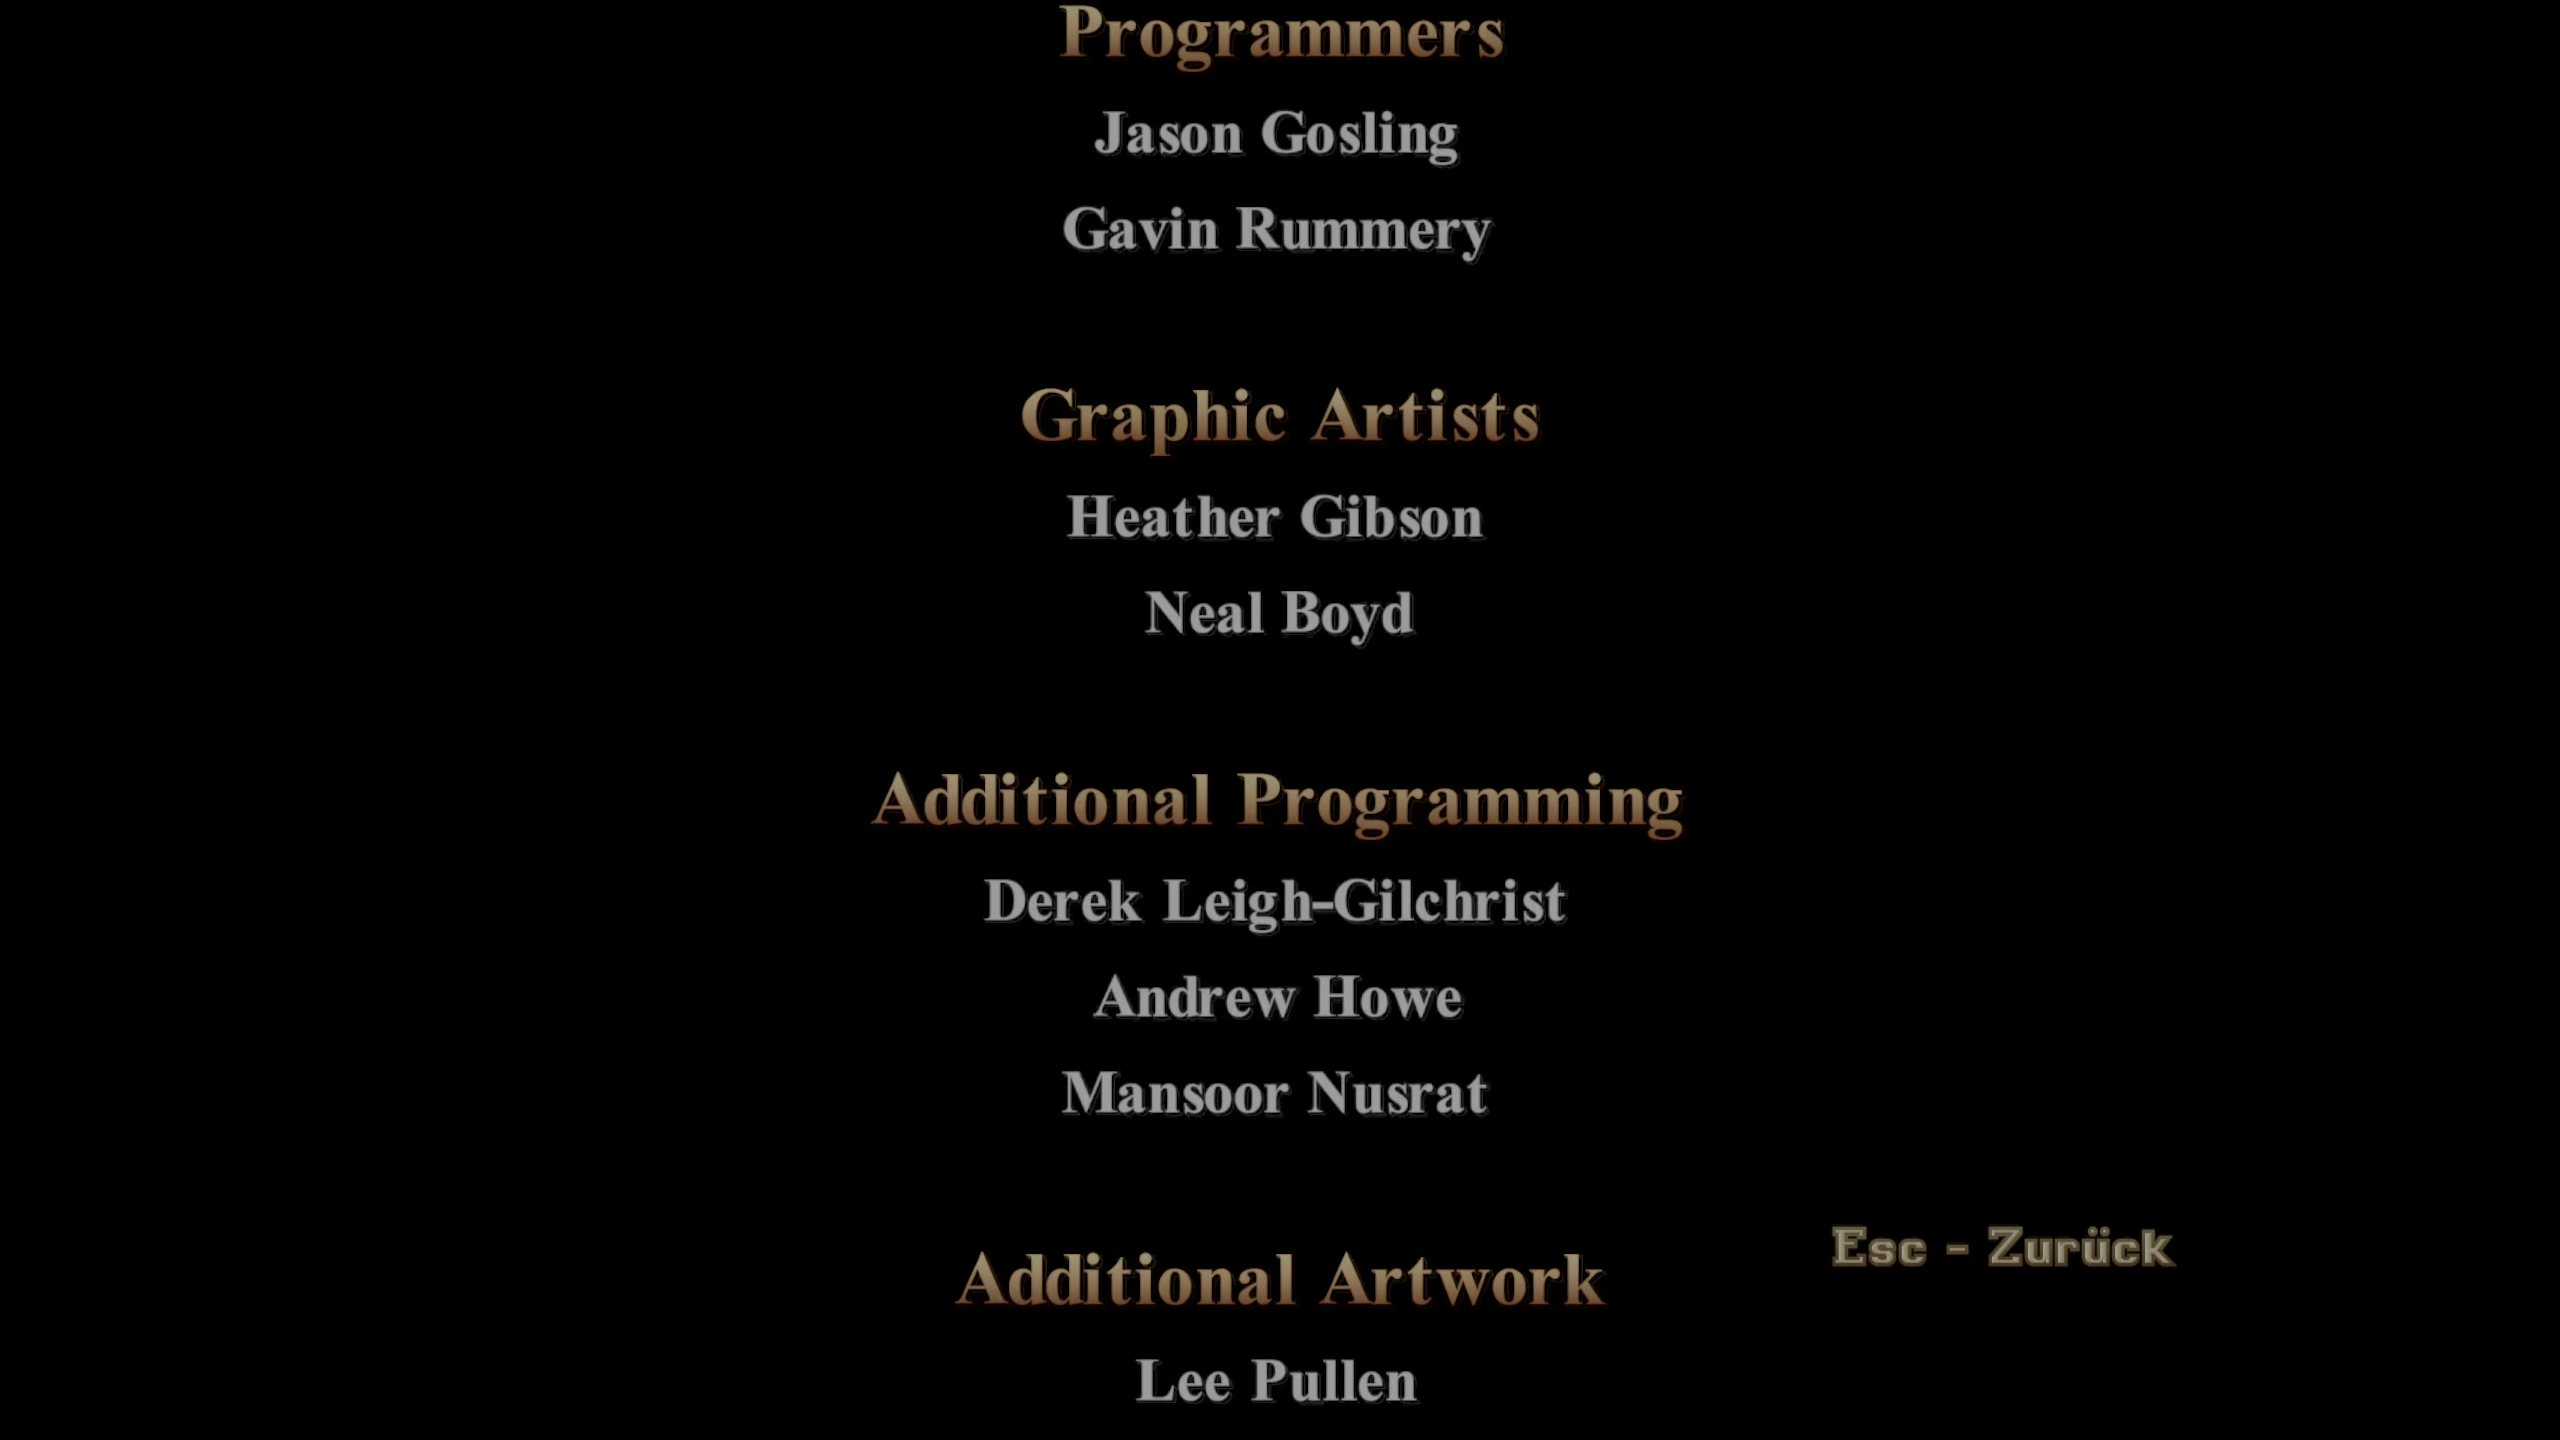 Programmers
Jason Gosling
Gavin Rummery
Graphic Artists
Heather Gibson
Neal Boyd
Additional Programming
Derek Leigh-Gilchrist
Andrew Howe
Mansoor Nusrat
Esc - Zurück
Additional Artwork
Lee Pullen